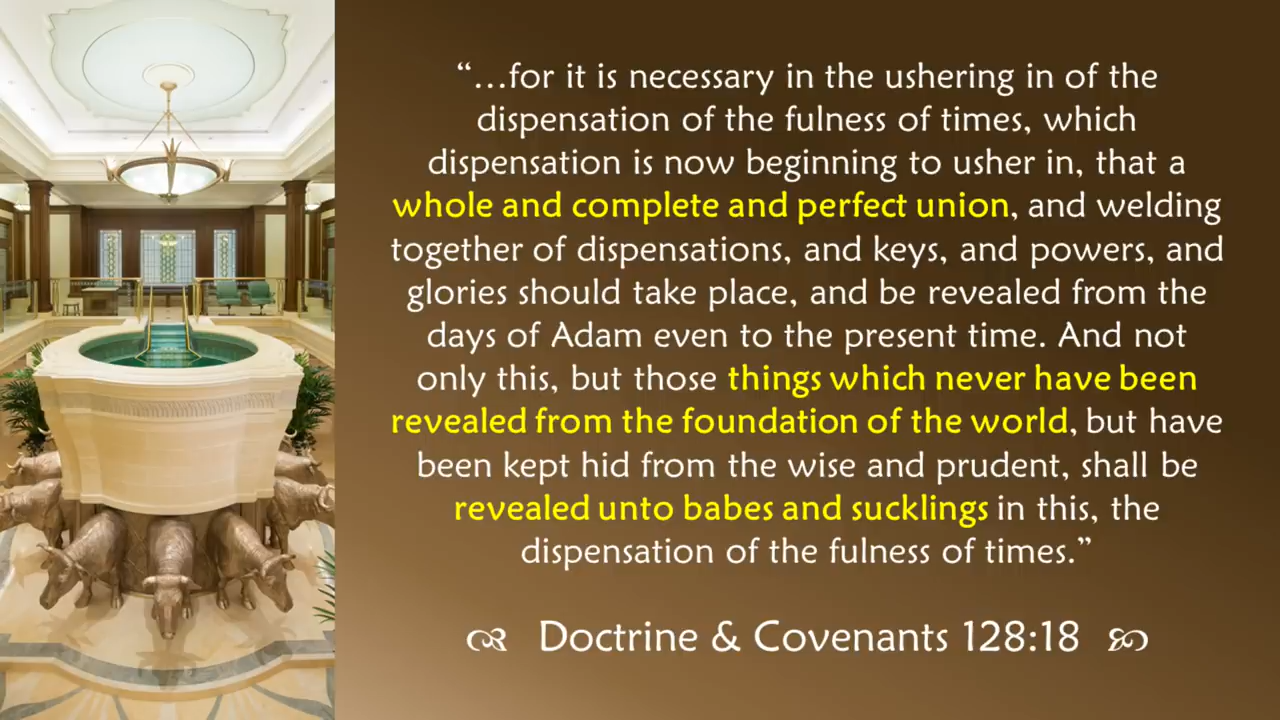 “…for it is necessary in the ushering in of the
dispensation of the fulness of times, which
dispensation is now beginning to usher in, that a
whole and complete and perfect union, and welding
together of dispensations, and keys, and powers, and
glories should take place, and be revealed from the
days of Adam even to the present time. And not
only this, but those things which never have been
revealed from the foundation of the world, but have
been kept hid from the wise and prudent, shall be
revealed unto babes and sucklings in this, the
dispensation of the fulness of times.”
Doctrine & Covenants 128:18